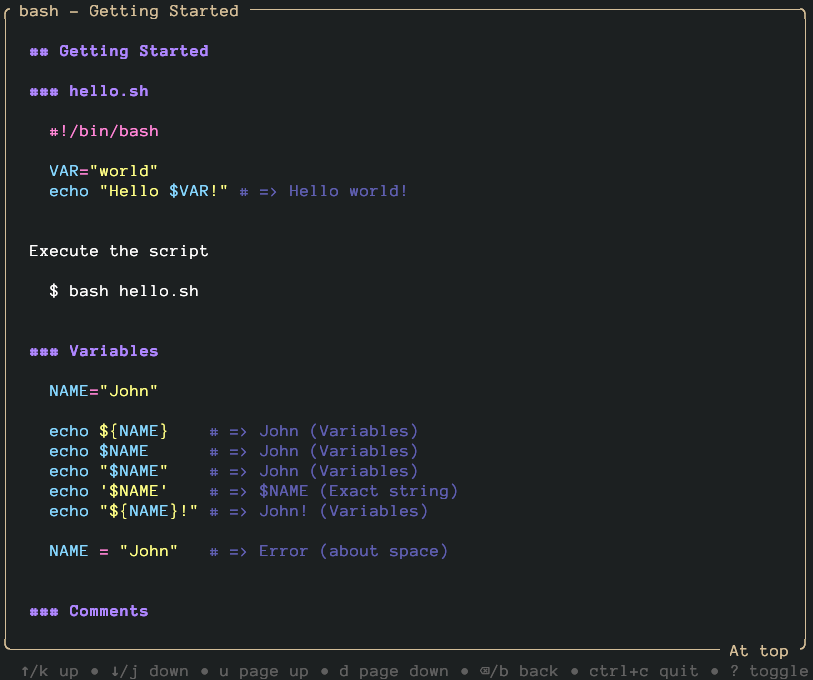 bash - Getting Started
## Getting Started
### hello.sh
#!/bin/bash
VAR="world"
echo "Hello $VAR!" # => Hello world!
Execute the script
$ bash hello.sh
### Variables
NAME="John"
echo ${NAME}    # => John (Variables)
echo $NAME      # => John (Variables)
echo "$NAME"    # => John (Variables)
echo '$NAME'    # => $NAME (Exact string)
echo "${NAME}!" # => John! (Variables)
NAME = "John"   # => Error (about space)
### Comments
At top
↑/k up • ↓/j down • u page up • d page down • ⌫/b back • ctrl+c quit • ? toggle